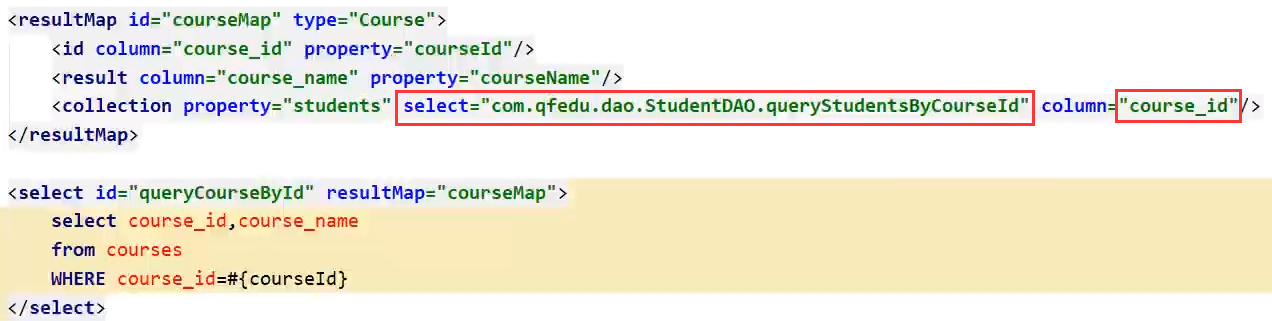 <resultMap id="courseMap" type="Course">
    <id column="course_id" property="courseId"/>
    <result column="course_name" property="courseName"/>
    <collection property="students" select="com.qfedu.dao.StudentDAO.queryStudentsByCourseId" column="course_id"/>
</resultMap>
<select id="queryCourseById" resultMap="courseMap">
    select course_id,course_name
    from courses
    WHERE course_id=#{courseId}
</select>